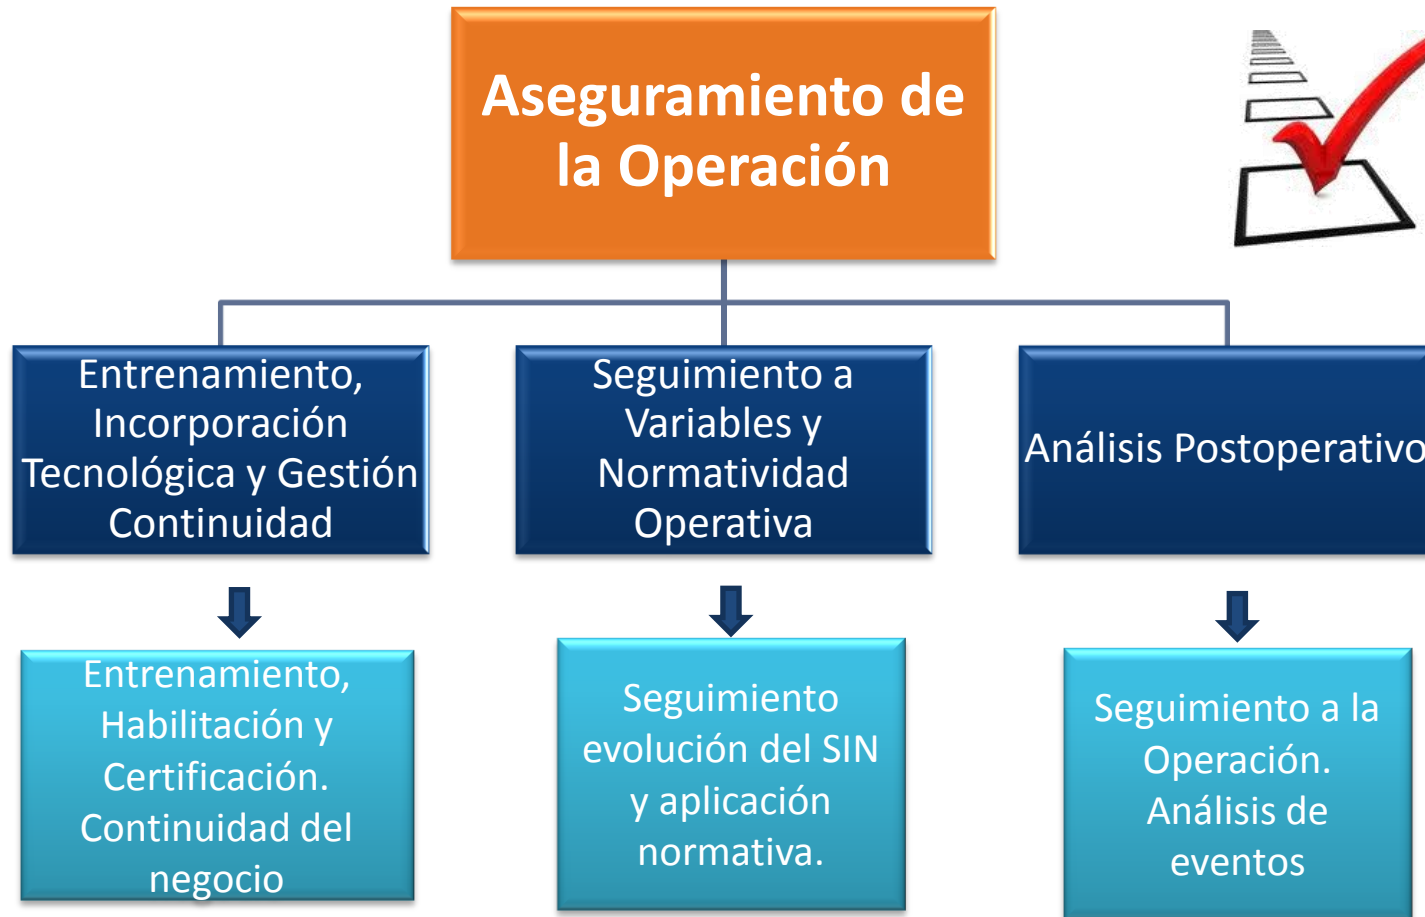 Aseguramiento de
la Operación
Entrenamiento,
Incorporación
Tecnológica y Gestión
Continuidad
Seguimiento a
Variables y
Normatividad
Operativa
Análisis Postoperativo
Entrenamiento,
Habilitación y
Certificación.
Continuidad del
negocio
Seguimiento
evolución del SIN
y aplicación
normativa.
Seguimiento a la
Operación.
Análisis de
eventos